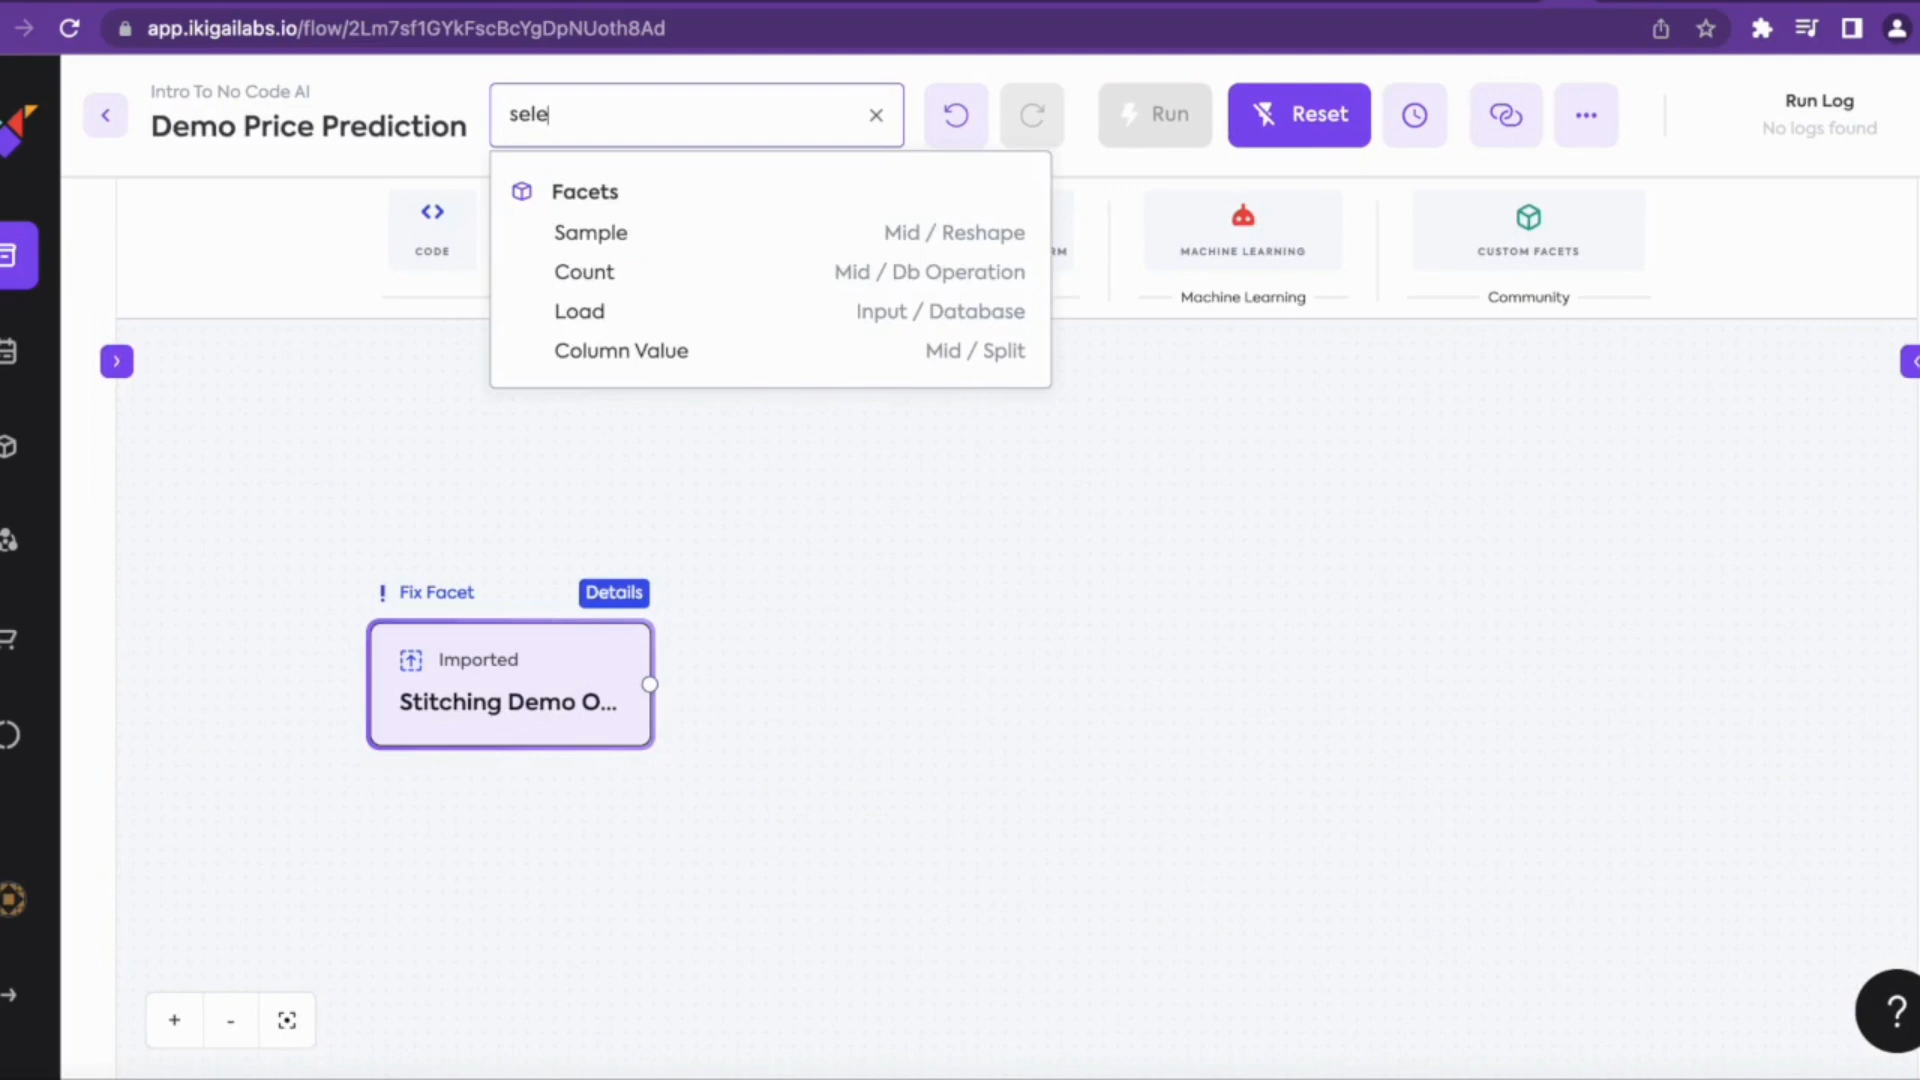 app.ikigailabs.io/flow/2Lm7sf1GYkFscBcYgDpNUoth8Ad
Intro To No Code AI
Demo Price Prediction
sele
Run
Reset
Run Log
No logs found
Facets
Sample Mid / Reshape
Count Mid / Db Operation
Load Input / Database
Column Value Mid / Split
CODE
RM
MACHINE LEARNING
CUSTOM FACETS
Machine Learning
Community
! Fix Facet
Details
Imported
Stitching Demo O...
+ -
?